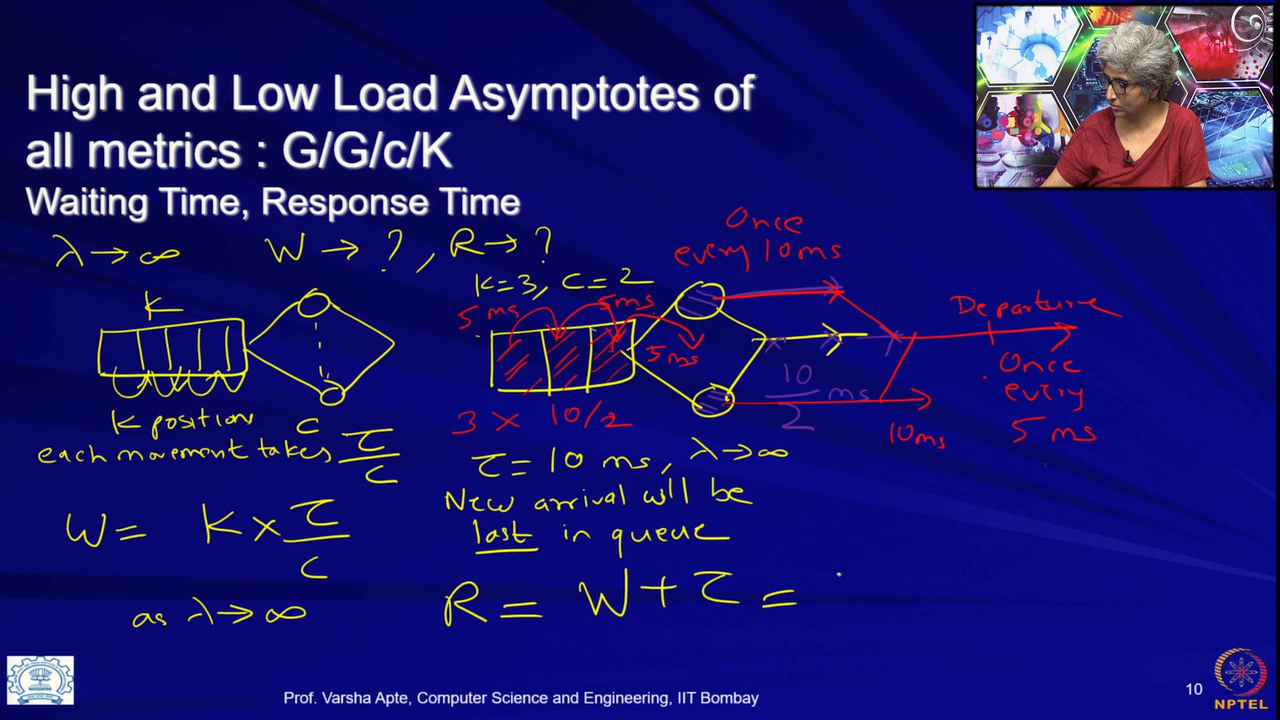 High and Low Load Asymptotes of
all metrics : G/G/c/K
Waiting Time, Response Time
λ→∞ W→?, R→?
K=3, C=2
Once
every 10ms
K
5ms 5ms
5ms
Departure
Once
every
5 ms
10/2 ms
10ms
K positions C
each movement takes τ/c
3 × 10/2
τ = 10 ms, λ→∞
New arrival will be
last in queue
W = K × τ/c
as λ→∞
R = W + τ =
Prof. Varsha Apte, Computer Science and Engineering, IIT Bombay
10
NPTEL